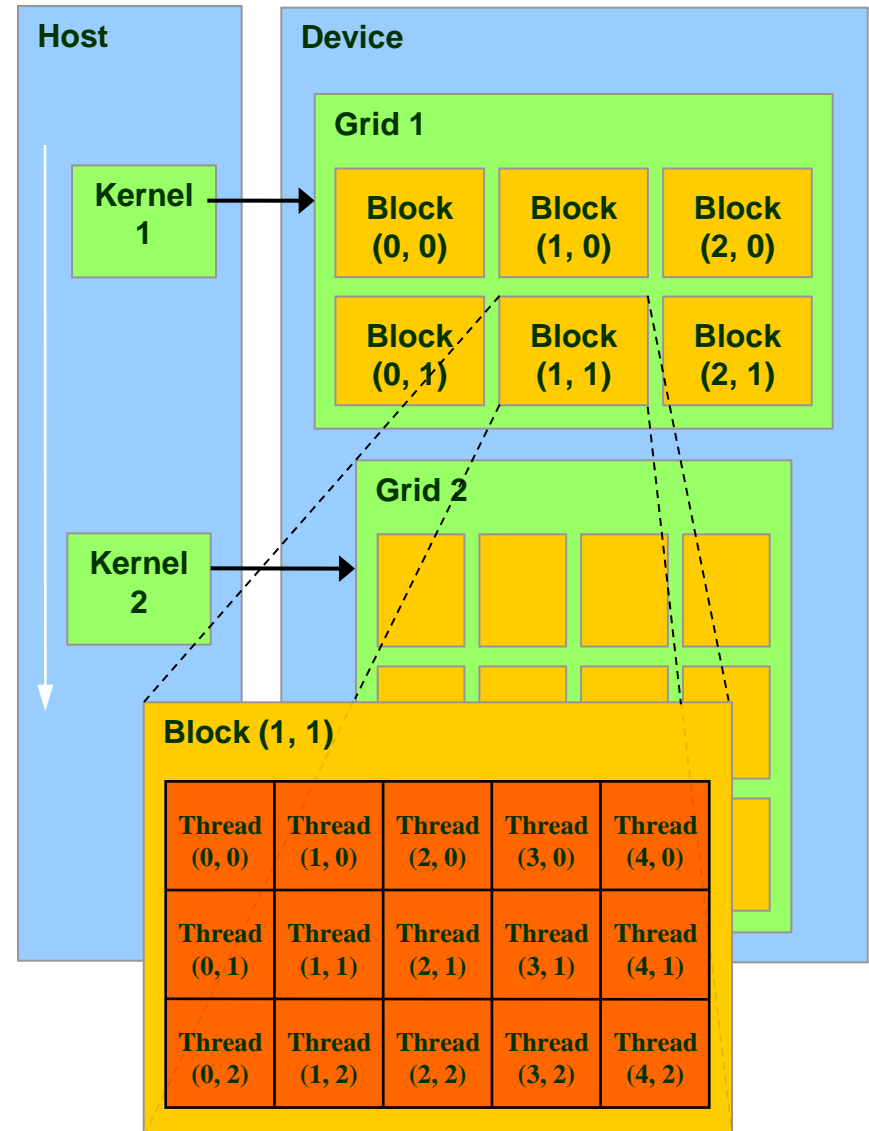 Host
Device
Grid 1
Kernel
1
Block
(0, 0)
Block
(1, 0)
Block
(2, 0)
Block
(0, 1)
Block
(1, 1)
Block
(2, 1)
Grid 2
Kernel
2
Block (1, 1)
Thread
(0, 0)
Thread
(1, 0)
Thread
(2, 0)
Thread
(3, 0)
Thread
(4, 0)
Thread
(0, 1)
Thread
(1, 1)
Thread
(2, 1)
Thread
(3, 1)
Thread
(4, 1)
Thread
(0, 2)
Thread
(1, 2)
Thread
(2, 2)
Thread
(3, 2)
Thread
(4, 2)